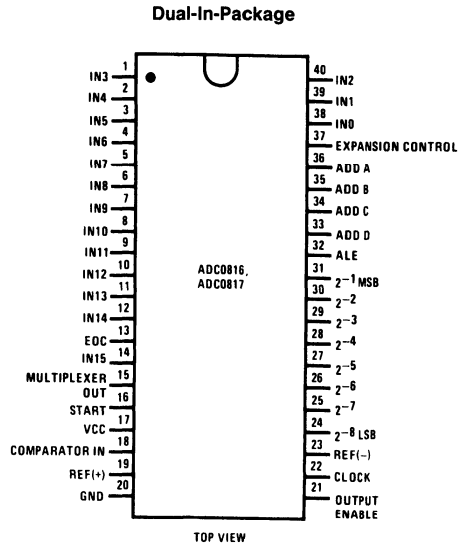 Dual-In-Package
IN3 1
IN4 2
IN5 3
IN6 4
IN7 5
IN8 6
IN9 7
IN10 8
IN11 9
IN12 10
IN13 11
IN14 12
EOC 13
IN15 14
MULTIPLEXER OUT 15
START 16
VCC 17
COMPARATOR IN 18
REF(+) 19
GND 20
ADC0816,
ADC0817
40 IN2
39 IN1
38 IN0
37 EXPANSION CONTROL
36 ADD A
35 ADD B
34 ADD C
33 ADD D
32 ALE
31 2⁻¹ MSB
30 2⁻²
29 2⁻³
28 2⁻⁴
27 2⁻⁵
26 2⁻⁶
25 2⁻⁷
24 2⁻⁸ LSB
23 REF(−)
22 CLOCK
21 OUTPUT
ENABLE
TOP VIEW